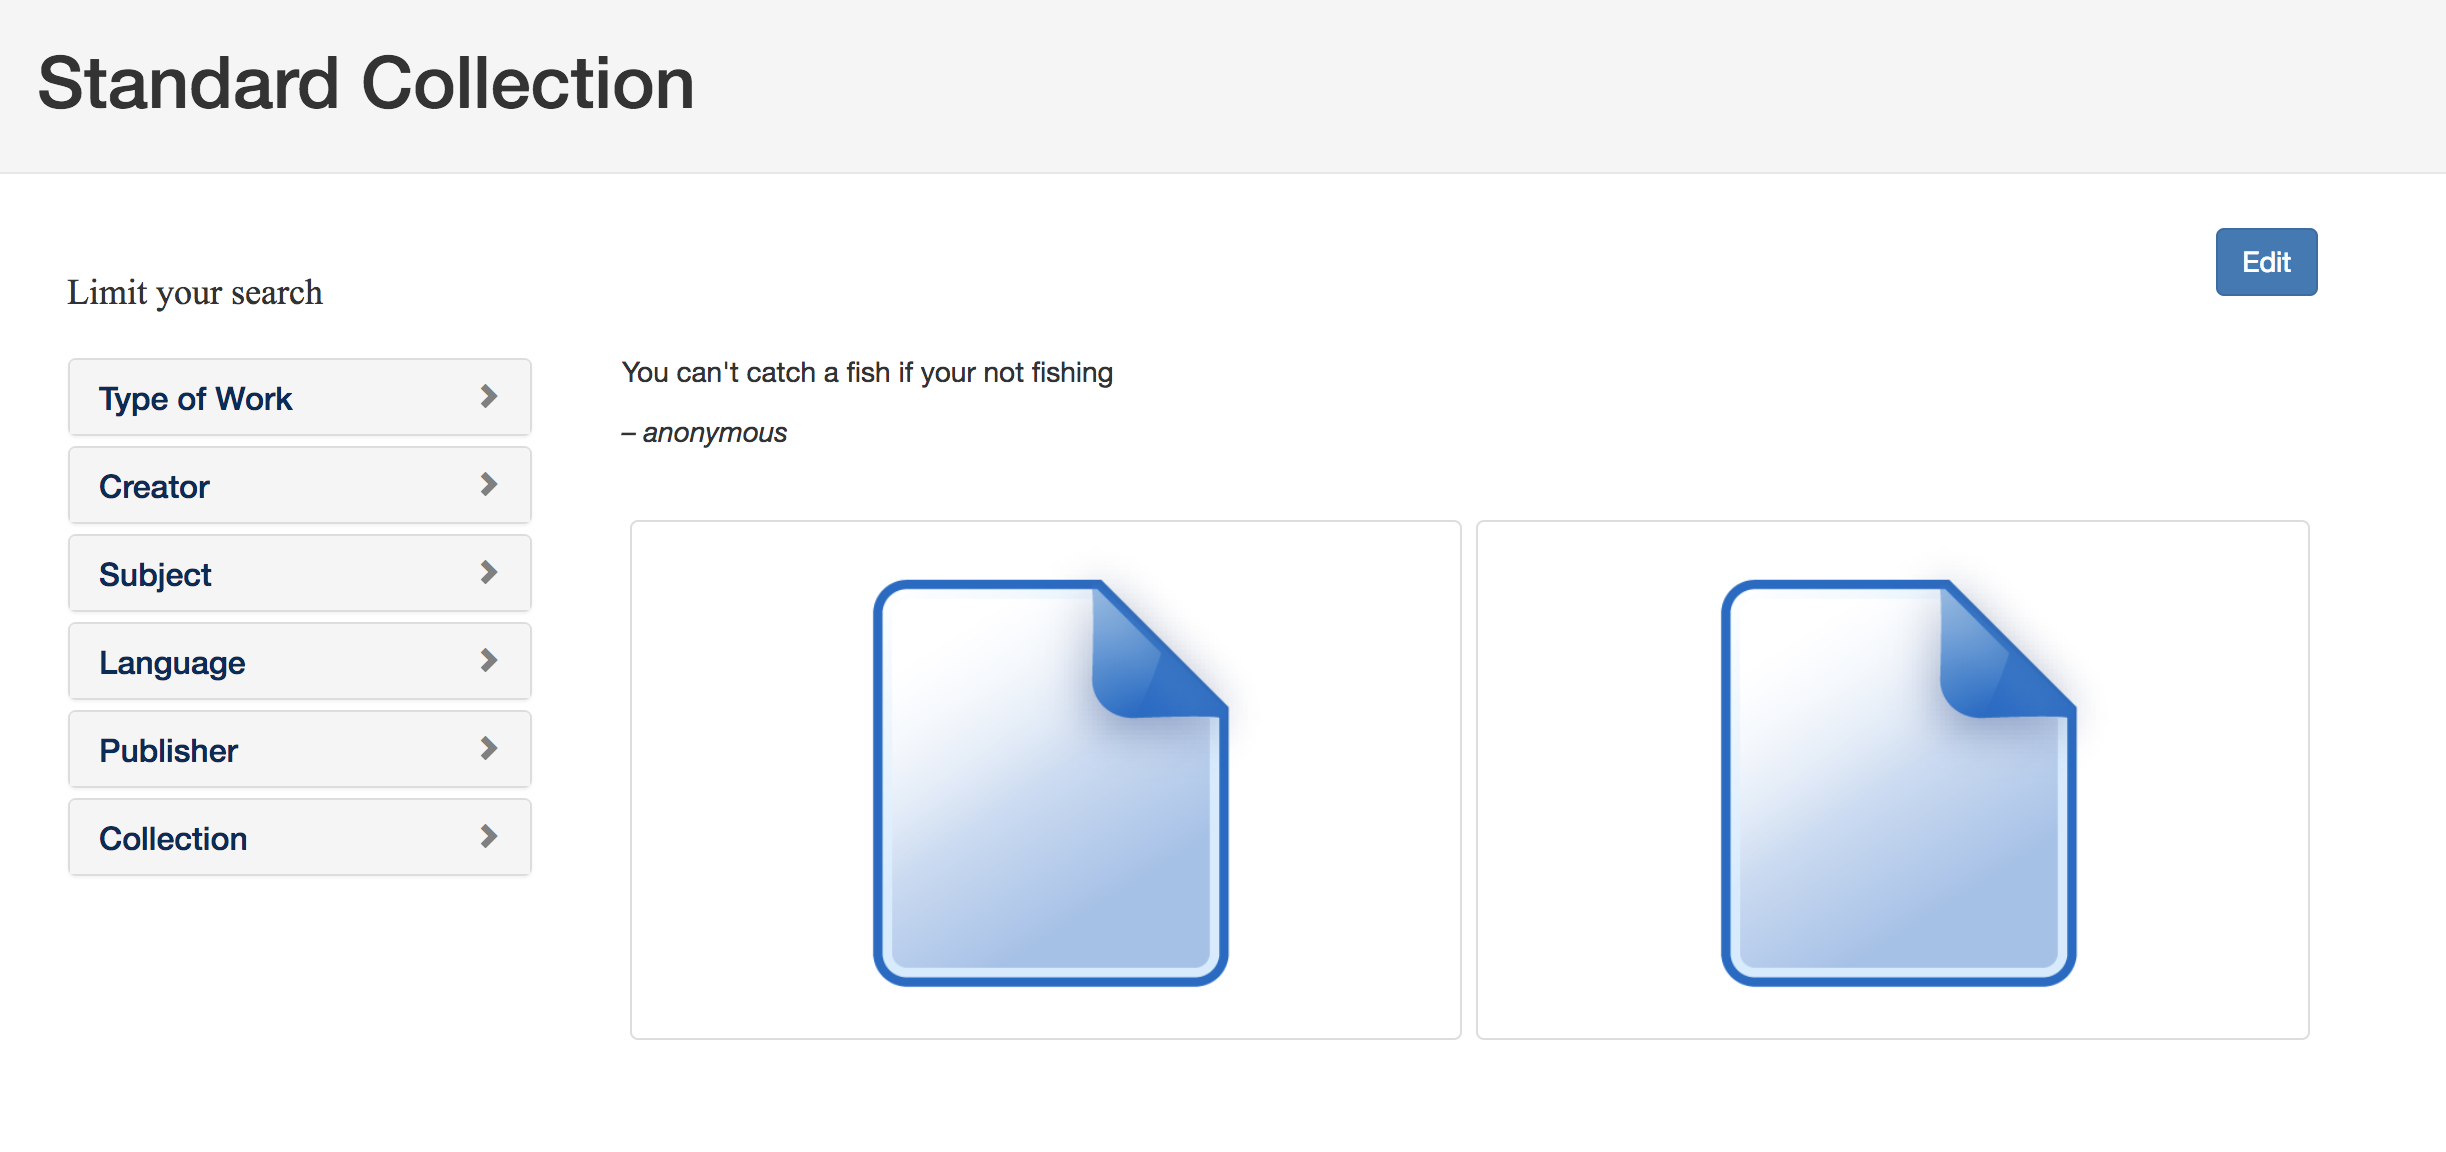 Standard Collection
Edit
Limit your search
Type of Work
Creator
Subject
Language
Publisher
Collection
You can't catch a fish if your not fishing
– anonymous